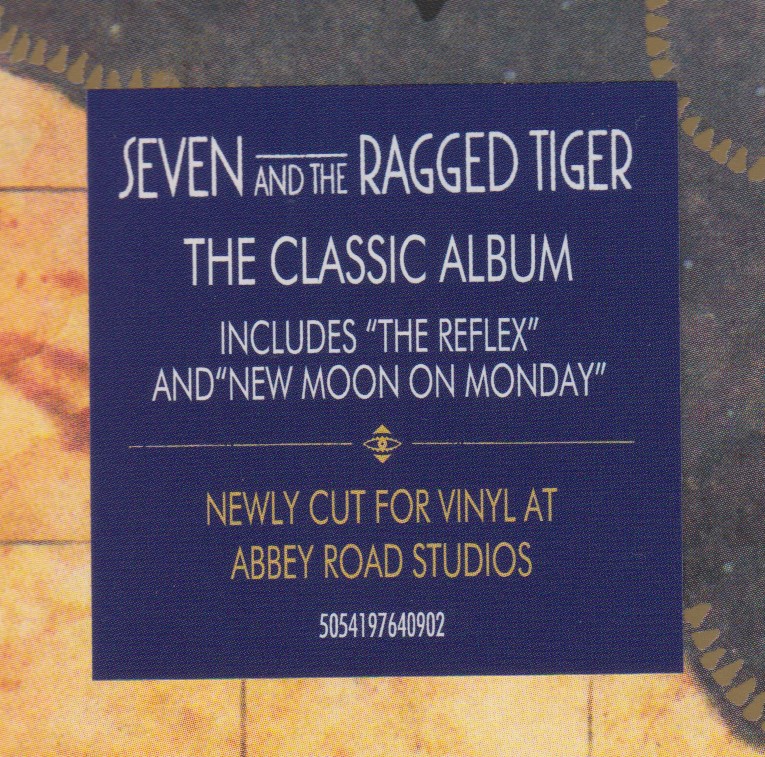 SEVEN AND THE RAGGED TIGER
THE CLASSIC ALBUM
INCLUDES “THE REFLEX”
AND“NEW MOON ON MONDAY”
NEWLY CUT FOR VINYL AT
ABBEY ROAD STUDIOS
5054197640902